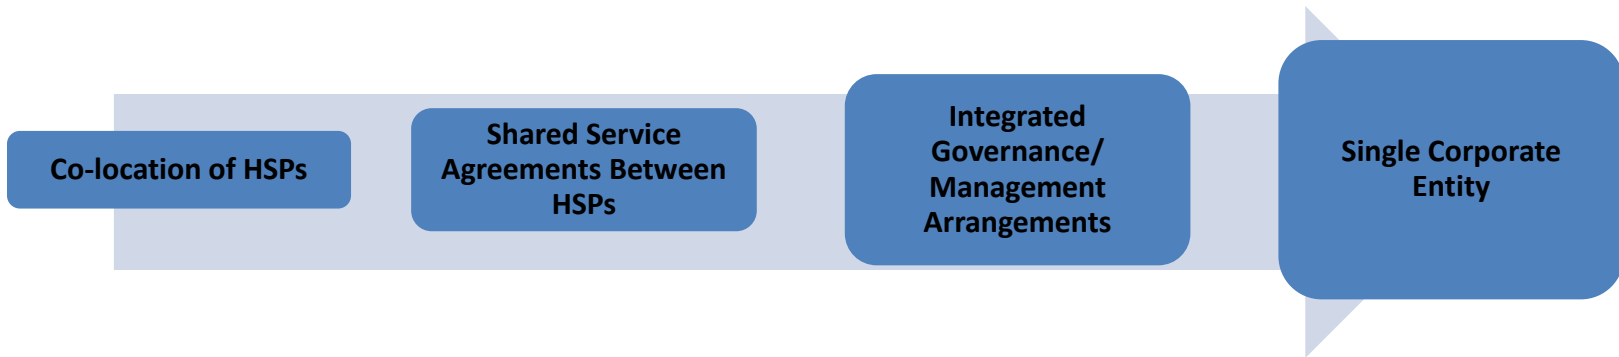 Co-location of HSPs
Shared Service
Agreements Between
HSPs
Integrated
Governance/
Management
Arrangements
Single Corporate
Entity